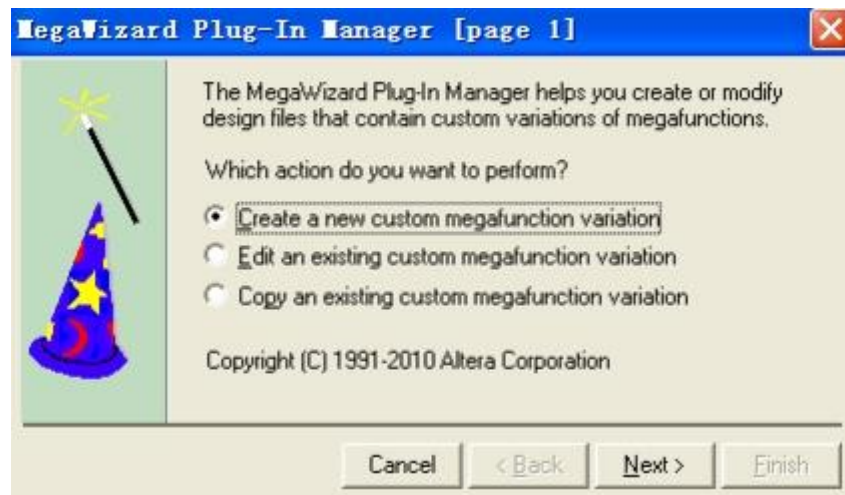 MegaWizard Plug-In Manager [page 1]
The MegaWizard Plug-In Manager helps you create or modify
design files that contain custom variations of megafunctions.
Which action do you want to perform?
Create a new custom megafunction variation
Edit an existing custom megafunction variation
Copy an existing custom megafunction variation
Copyright (C) 1991-2010 Altera Corporation
Cancel < Back Next > Finish